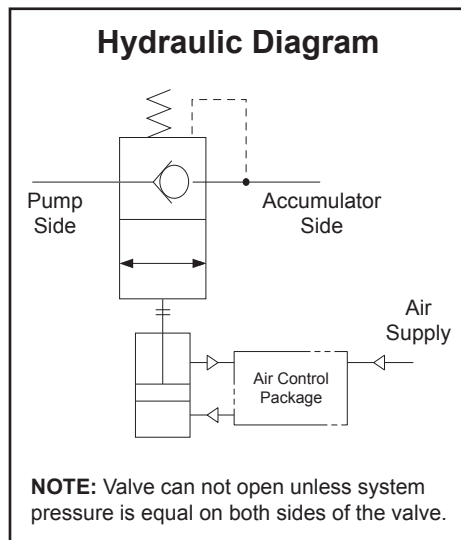 Hydraulic Diagram
Pump
Side
Accumulator
Side
Air
Supply
Air Control
Package
NOTE: Valve can not open unless system
pressure is equal on both sides of the valve.